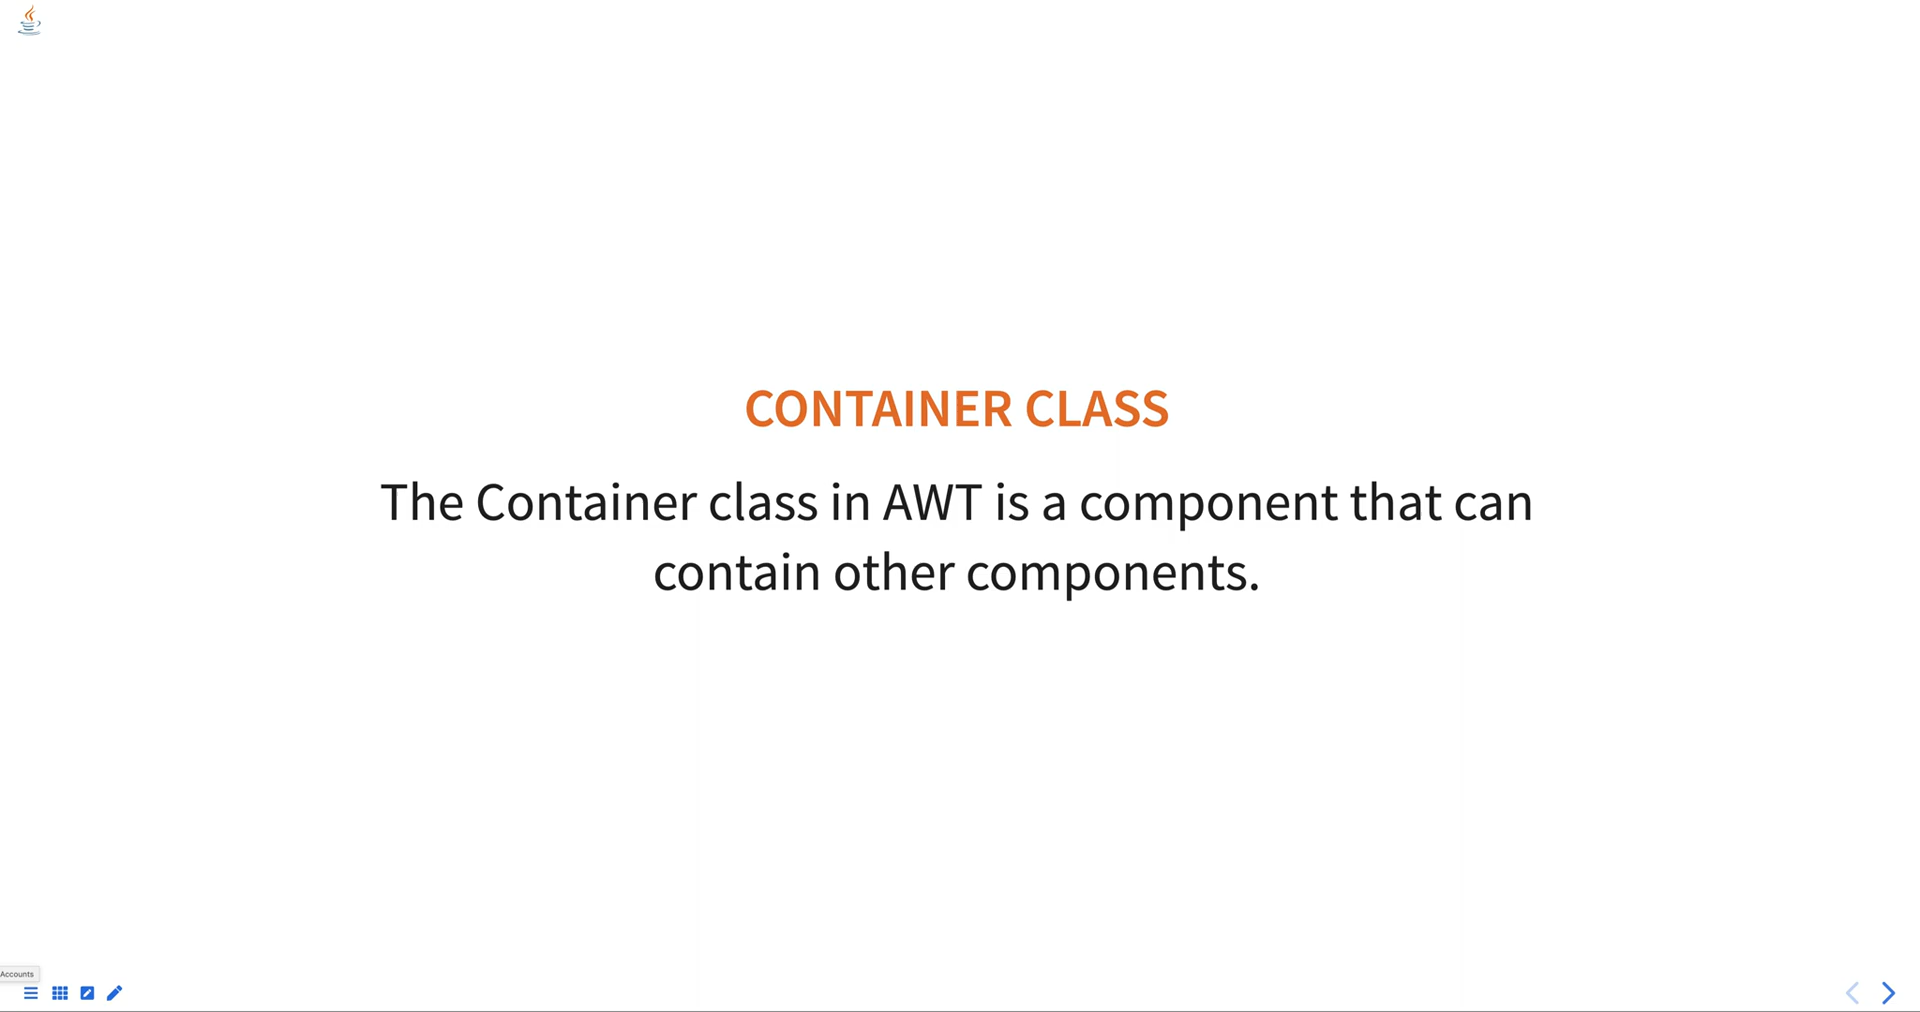 CONTAINER CLASS
The Container class in AWT is a component that can
contain other components.
Accounts